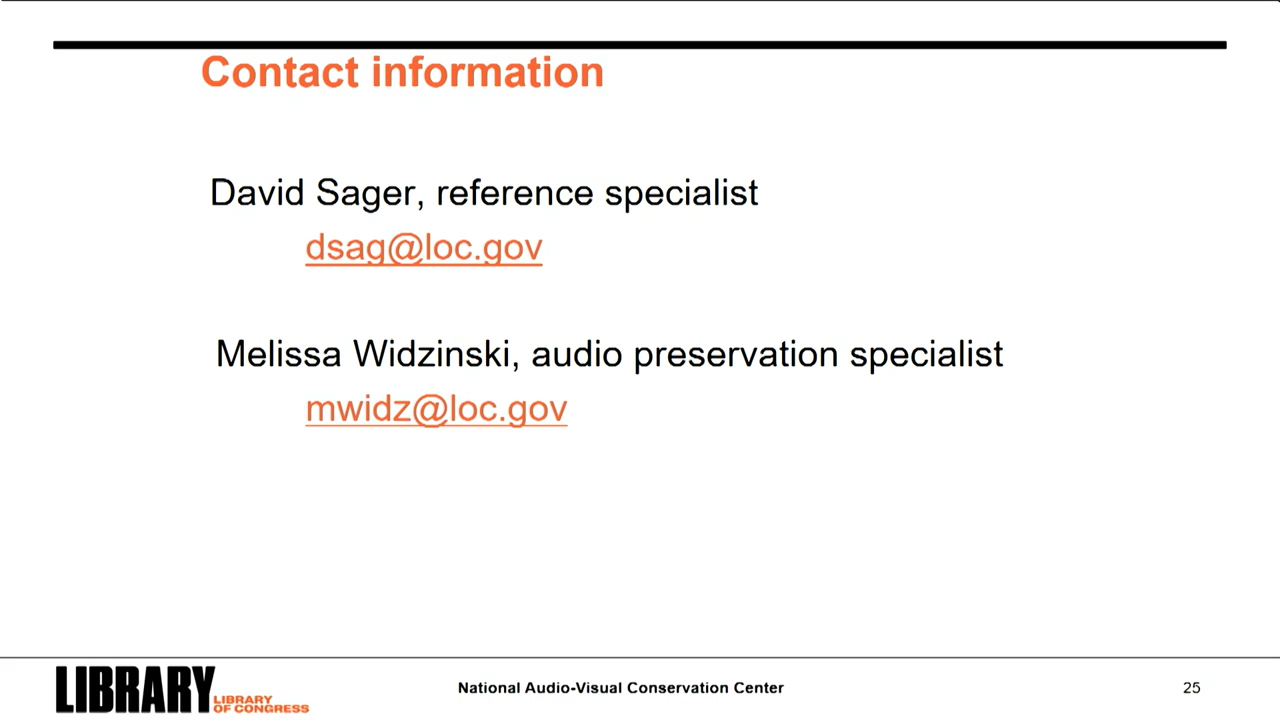 Contact information
David Sager, reference specialist
dsag@loc.gov
Melissa Widzinski, audio preservation specialist
mwidz@loc.gov
LIBRARY
LIBRARY
OF CONGRESS
National Audio-Visual Conservation Center
25